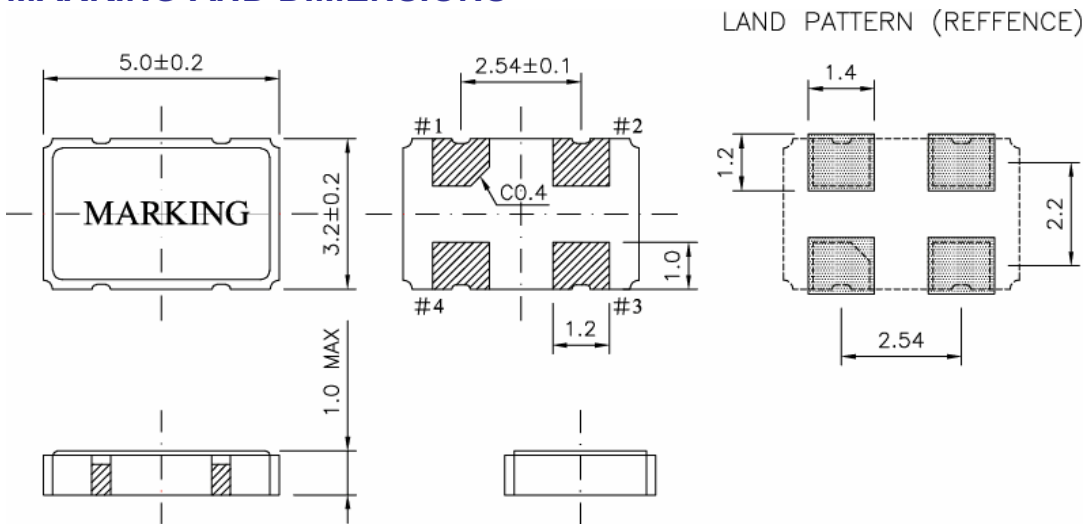 MARKING AND DIMENSIONS
LAND PATTERN (REFFENCE)
5.0±0.2
2.54±0.1
1.4
#1
#2
1.2
C0.4
MARKING
3.2±0.2
2.2
1.0
#4
#3
1.2
2.54
1.0 MAX